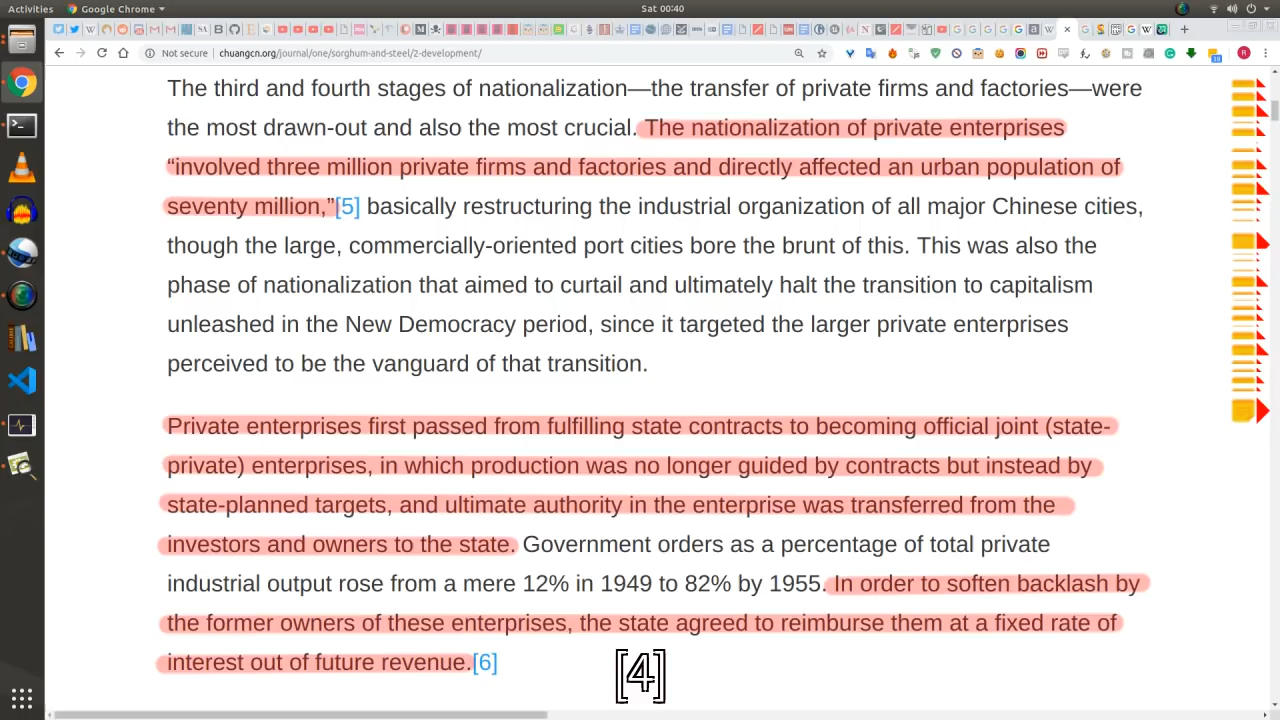 Activities Google Chrome Sat 00:40
Not secure chuangcn.org/journal/one/sorghum-and-steel/2-development/
The third and fourth stages of nationalization—the transfer of private firms and factories—were
the most drawn-out and also the most crucial. The nationalization of private enterprises
“involved three million private firms and factories and directly affected an urban population of
seventy million,”[5] basically restructuring the industrial organization of all major Chinese cities,
though the large, commercially-oriented port cities bore the brunt of this. This was also the
phase of nationalization that aimed to curtail and ultimately halt the transition to capitalism
unleashed in the New Democracy period, since it targeted the larger private enterprises
perceived to be the vanguard of that transition.
Private enterprises first passed from fulfilling state contracts to becoming official joint (state-
private) enterprises, in which production was no longer guided by contracts but instead by
state-planned targets, and ultimate authority in the enterprise was transferred from the
investors and owners to the state. Government orders as a percentage of total private
industrial output rose from a mere 12% in 1949 to 82% by 1955. In order to soften backlash by
the former owners of these enterprises, the state agreed to reimburse them at a fixed rate of
interest out of future revenue.[6]
[4]